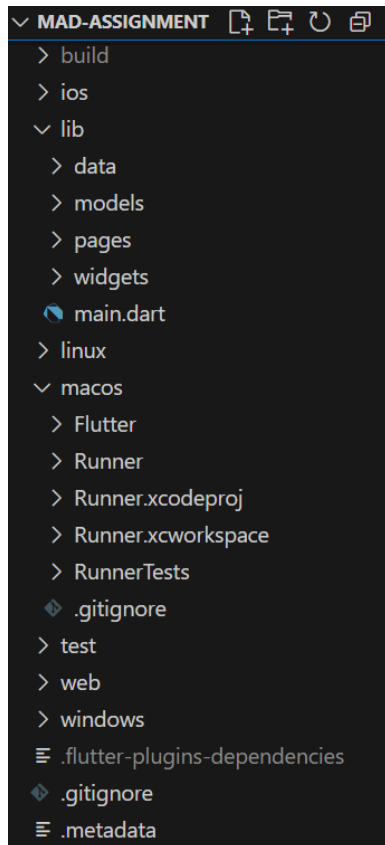 MAD-ASSIGNMENT
build
ios
lib
data
models
pages
widgets
main.dart
linux
macos
Flutter
Runner
Runner.xcodeproj
Runner.xcworkspace
RunnerTests
.gitignore
test
web
windows
.flutter-plugins-dependencies
.gitignore
.metadata